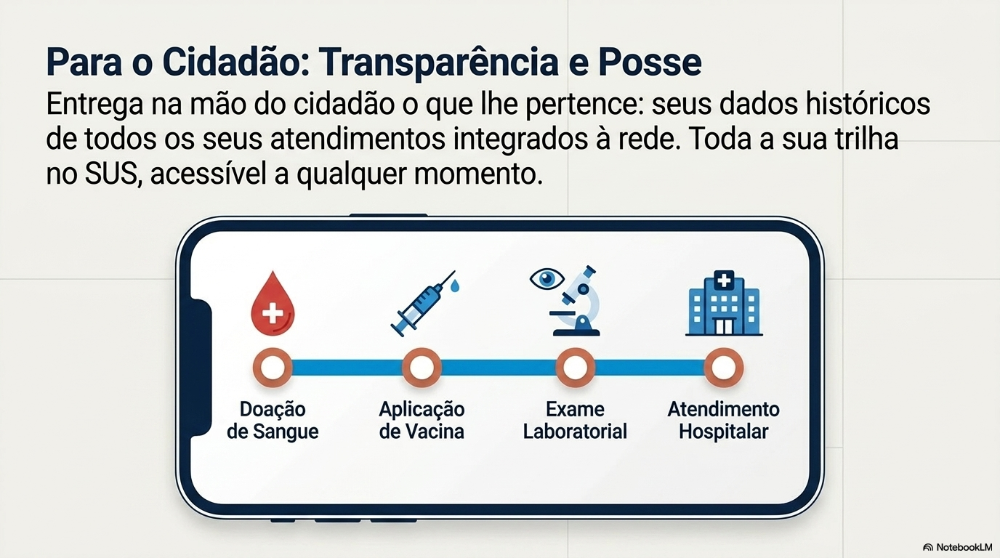 Para o Cidadão: Transparência e Posse
Entrega na mão do cidadão o que lhe pertence: seus dados históricos
de todos os seus atendimentos integrados à rede. Toda a sua trilha
no SUS, acessível a qualquer momento.
Doação
de Sangue
Aplicação
de Vacina
Exame
Laboratorial
Atendimento
Hospitalar
NotebookLM